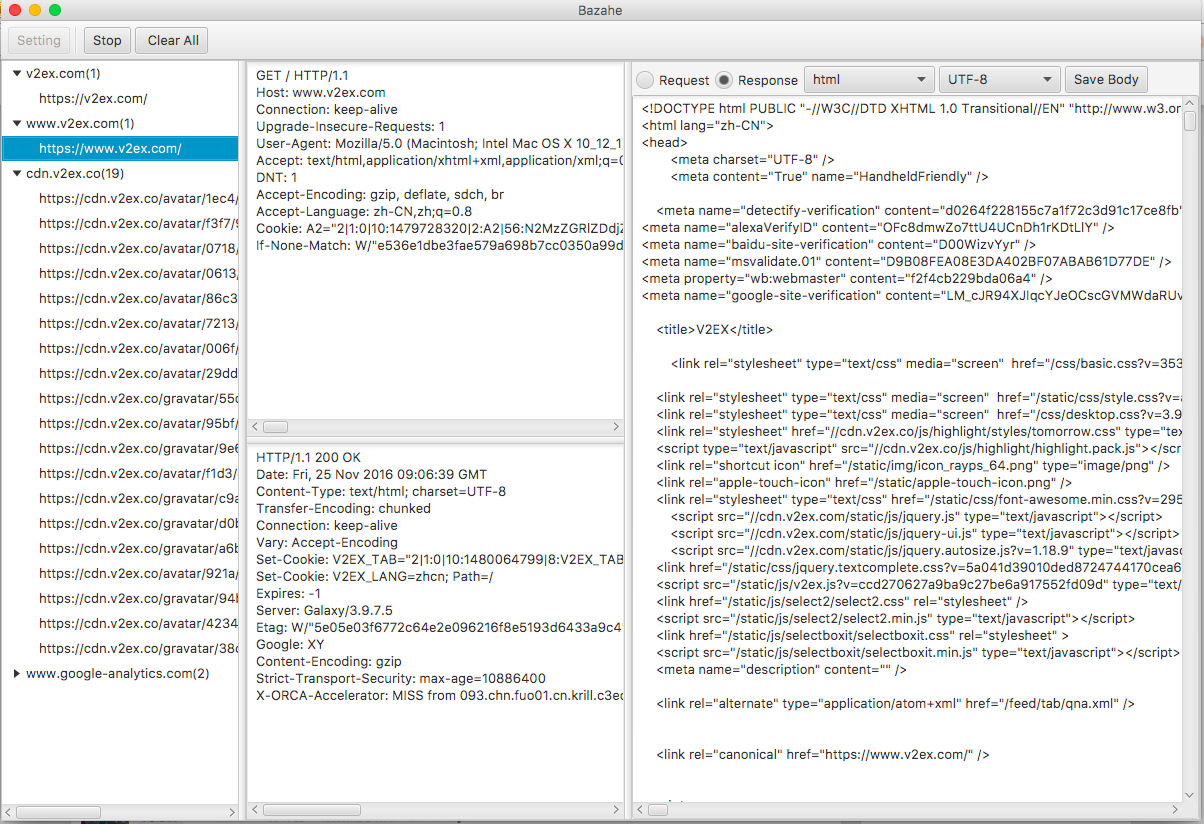 Bazahe
Setting
Stop
Clear All
v2ex.com(1)
https://v2ex.com/
www.v2ex.com(1)
https://www.v2ex.com/
cdn.v2ex.co(19)
https://cdn.v2ex.co/avatar/1ec4/
https://cdn.v2ex.co/avatar/f3f7/9
https://cdn.v2ex.co/avatar/0718/
https://cdn.v2ex.co/avatar/0613/
https://cdn.v2ex.co/avatar/86c3
https://cdn.v2ex.co/avatar/7213/
https://cdn.v2ex.co/avatar/006f/
https://cdn.v2ex.co/avatar/29dd
https://cdn.v2ex.co/gravatar/55c
https://cdn.v2ex.co/avatar/95bf/
https://cdn.v2ex.co/gravatar/9e6
https://cdn.v2ex.co/avatar/f1d3/
https://cdn.v2ex.co/gravatar/c9a
https://cdn.v2ex.co/gravatar/d0b
https://cdn.v2ex.co/gravatar/a6b
https://cdn.v2ex.co/avatar/921a/
https://cdn.v2ex.co/gravatar/94b
https://cdn.v2ex.co/avatar/4234
https://cdn.v2ex.co/gravatar/38c
www.google-analytics.com(2)
GET / HTTP/1.1
Host: www.v2ex.com
Connection: keep-alive
Upgrade-Insecure-Requests: 1
User-Agent: Mozilla/5.0 (Macintosh; Intel Mac OS X 10_12_1
Accept: text/html,application/xhtml+xml,application/xml;q=0
DNT: 1
Accept-Encoding: gzip, deflate, sdch, br
Accept-Language: zh-CN,zh;q=0.8
Cookie: A2="2|1:0|10:1479728320|2:A2|56:N2MzZGRlZDdjZ
If-None-Match: W/"e536e1dbe3fae579a698b7cc0350a99d
HTTP/1.1 200 OK
Date: Fri, 25 Nov 2016 09:06:39 GMT
Content-Type: text/html; charset=UTF-8
Transfer-Encoding: chunked
Connection: keep-alive
Vary: Accept-Encoding
Set-Cookie: V2EX_TAB="2|1:0|10:1480064799|8:V2EX_TAB
Set-Cookie: V2EX_LANG=zhcn; Path=/
Expires: -1
Server: Galaxy/3.9.7.5
Etag: W/"5e05e03f6772c64e2e096216f8e5193d6433a9c4"
Google: XY
Content-Encoding: gzip
Strict-Transport-Security: max-age=10886400
X-ORCA-Accelerator: MISS from 093.chn.fuo01.cn.krill.c3ec
Request
Response
html
UTF-8
Save Body
<!DOCTYPE html PUBLIC "-//W3C//DTD XHTML 1.0 Transitional//EN" "http://www.w3.or
<html lang="zh-CN">
<head>
<meta charset="UTF-8" />
<meta content="True" name="HandheldFriendly" />
<meta name="detectify-verification" content="d0264f228155c7a1f72c3d91c17ce8fb"
<meta name="alexaVerifyID" content="OFc8dmwZo7ttU4UCnDh1rKDtLlY" />
<meta name="baidu-site-verification" content="D00WizvYyr" />
<meta name="msvalidate.01" content="D9B08FEA08E3DA402BF07ABAB61D77DE" />
<meta property="wb:webmaster" content="f2f4cb229bda06a4" />
<meta name="google-site-verification" content="LM_cJR94XJIqcYJeOCscGVMWdaRUv
<title>V2EX</title>
<link rel="stylesheet" type="text/css" media="screen"  href="/css/basic.css?v=353
<link rel="stylesheet" type="text/css" media="screen"  href="/static/css/style.css?v=a
<link rel="stylesheet" type="text/css" media="screen"  href="/css/desktop.css?v=3.9
<link rel="stylesheet" href="//cdn.v2ex.co/js/highlight/styles/tomorrow.css" type="tex
<script type="text/javascript" src="//cdn.v2ex.co/js/highlight/highlight.pack.js"></scr
<link rel="shortcut icon" href="/static/img/icon_rayps_64.png" type="image/png" />
<link rel="apple-touch-icon" href="/static/apple-touch-icon.png" />
<link rel="stylesheet" type="text/css" href="/static/css/font-awesome.min.css?v=295
<script src="//cdn.v2ex.com/static/js/jquery.js" type="text/javascript"></script>
<script src="//cdn.v2ex.com/static/js/jquery-ui.js" type="text/javascript"></script>
<script src="//cdn.v2ex.com/static/js/jquery.autosize.js?v=1.18.9" type="text/javasc
<link href="/static/css/jquery.textcomplete.css?v=5a041d39010ded8724744170cea6
<script src="/static/js/v2ex.js?v=ccd270627a9ba9c27be6a917552fd09d" type="text/
<link href="/static/js/select2/select2.css" rel="stylesheet" />
<script src="/static/js/select2/select2.min.js" type="text/javascript"></script>
<link href="/static/js/selectboxit/selectboxit.css" rel="stylesheet" >
<script src="/static/js/selectboxit/selectboxit.min.js" type="text/javascript"></script>
<meta name="description" content="" />
<link rel="alternate" type="application/atom+xml" href="/feed/tab/qna.xml" />
<link rel="canonical" href="https://www.v2ex.com/" />